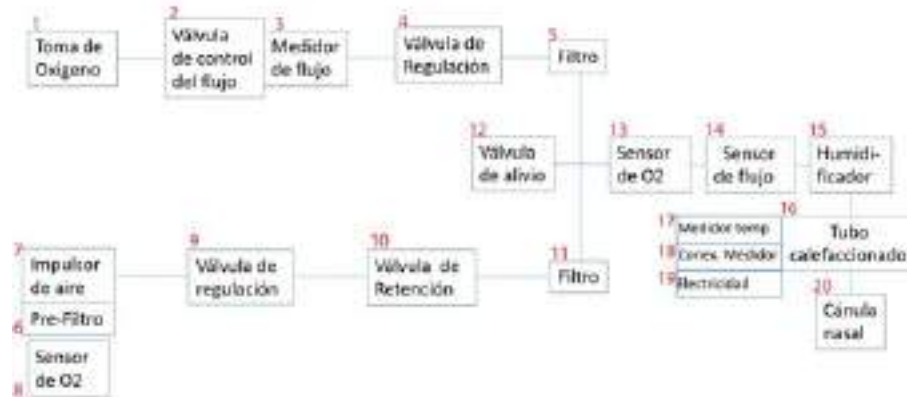 1
Toma de
Oxígeno
2
Válvula
de control
del flujo
3
Medidor
de flujo
4
Válvula de
Regulación
5
Filtro
12
Válvula
de alivio
13
Sensor
de O2
14
Sensor
de flujo
15
Humidi-
ficador
7
Impulsor
de aire
Pre-Filtro
6
Sensor
de O2
8
9
Válvula de
regulación
10
Válvula de
Retención
11
Filtro
16
Tubo
calefaccionado
17
Medidor temp
18
Conex. Medidor
19
Electricidad
20
Cánula
nasal